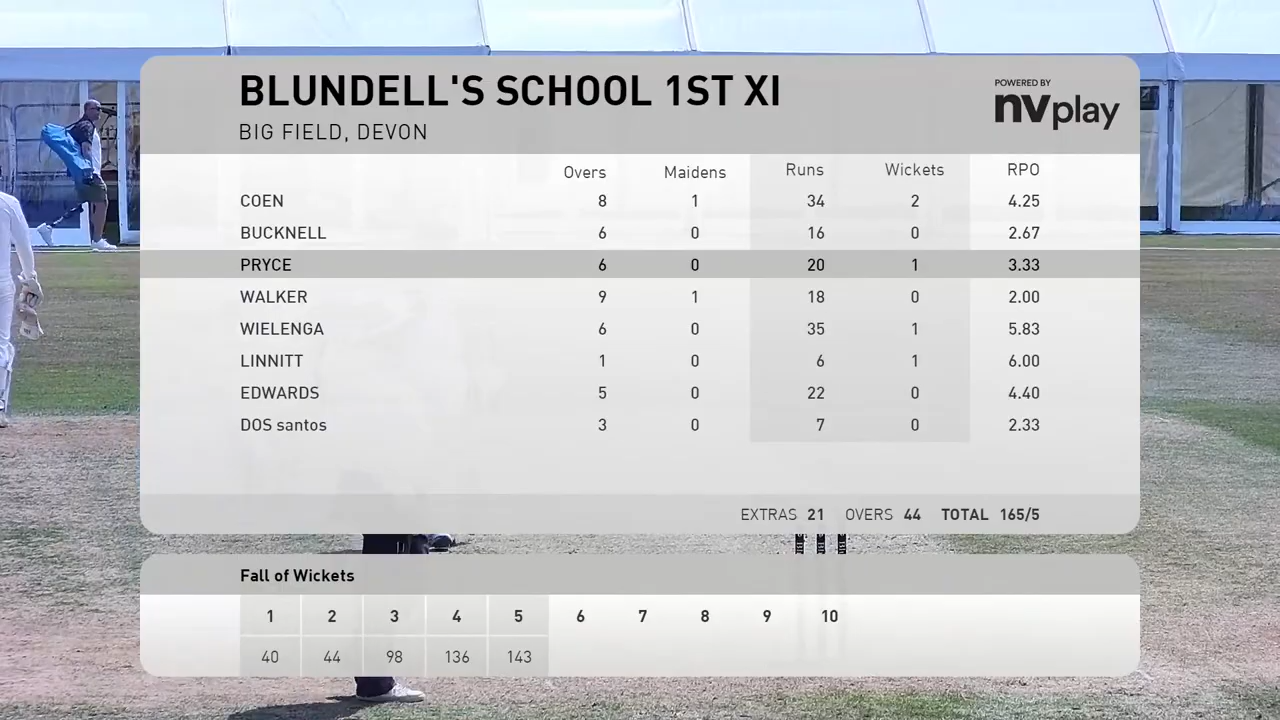 BLUNDELL'S SCHOOL 1ST XI
BIG FIELD, DEVON
POWERED BY
nvplay
Overs Maidens Runs Wickets RPO
COEN 8 1 34 2 4.25
BUCKNELL 6 0 16 0 2.67
PRYCE 6 0 20 1 3.33
WALKER 9 1 18 0 2.00
WIELENGA 6 0 35 1 5.83
LINNITT 1 0 6 1 6.00
EDWARDS 5 0 22 0 4.40
DOS santos 3 0 7 0 2.33
EXTRAS 21 OVERS 44 TOTAL 165/5
Fall of Wickets
1 2 3 4 5 6 7 8 9 10
40 44 98 136 143